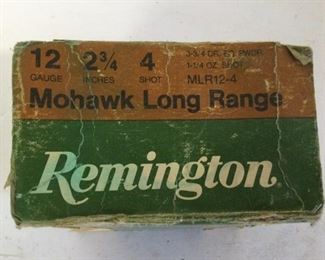 12 2¾ 4 3-3/4 DR. EQ. PWDR.
GAUGE INCHES SHOT 1-1/4 OZ. SHOT
MLR12-4
Mohawk Long Range
Remington®